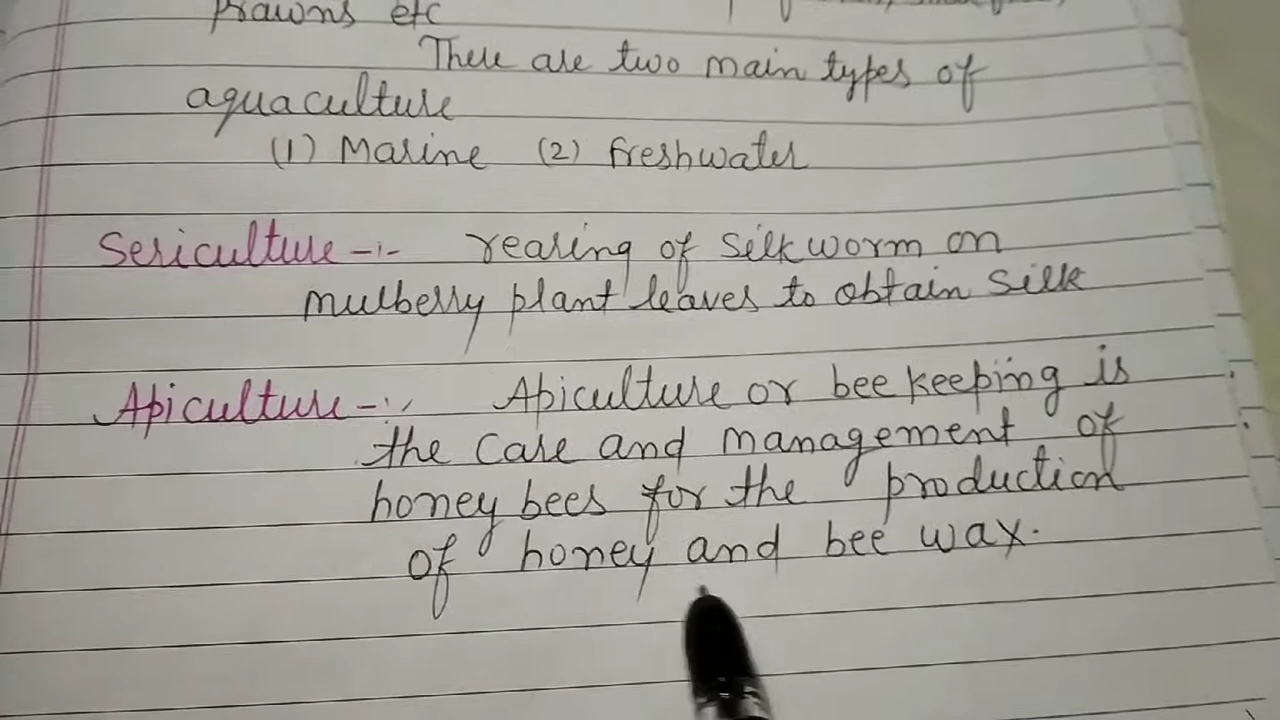 Prawns etc
There are two main types of
aquaculture
(1) Marine (2) freshwater
Sericulture -:- rearing of silkworm on
mulberry plant leaves to obtain silk
Apiculture -:- Apiculture or bee keeping is
the care and management of
honey bees for the production
of honey and bee wax.